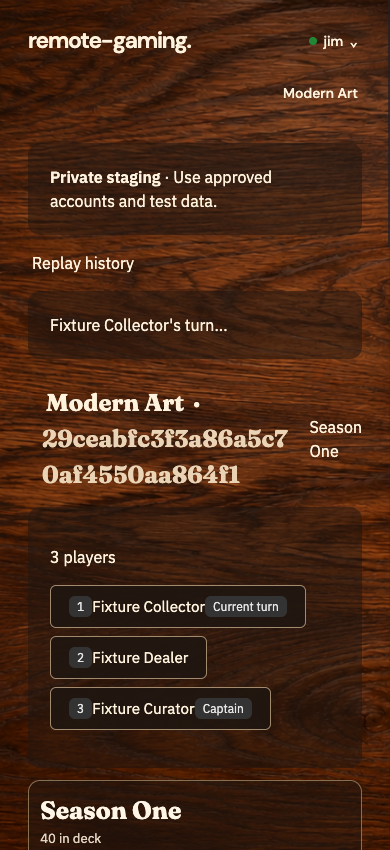 remote-gaming.
jim
Modern Art
Private staging · Use approved
accounts and test data.
Replay history
Fixture Collector's turn...
Modern Art •
29ceabfc3f3a86a5c7
0af4550aa864f1
Season
One
3 players
1 Fixture Collector Current turn
2 Fixture Dealer
3 Fixture Curator Captain
Season One
40 in deck